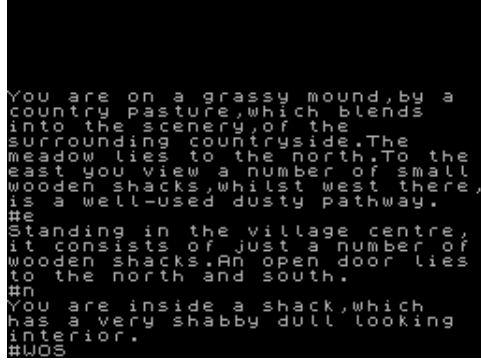 You are on a grassy mound,by a
country pasture,which blends
into the scenery,of the
surrounding countryside.The
meadow lies to the north.To the
east you view a number of small
wooden shacks,whilst west there,
is a well-used dusty pathway.
#e
Standing in the village centre,
it consists of just a number of
wooden shacks.An open door lies
to the north and south.
#n
You are inside a shack,which
has a very shabby dull looking
interior.
#WOS